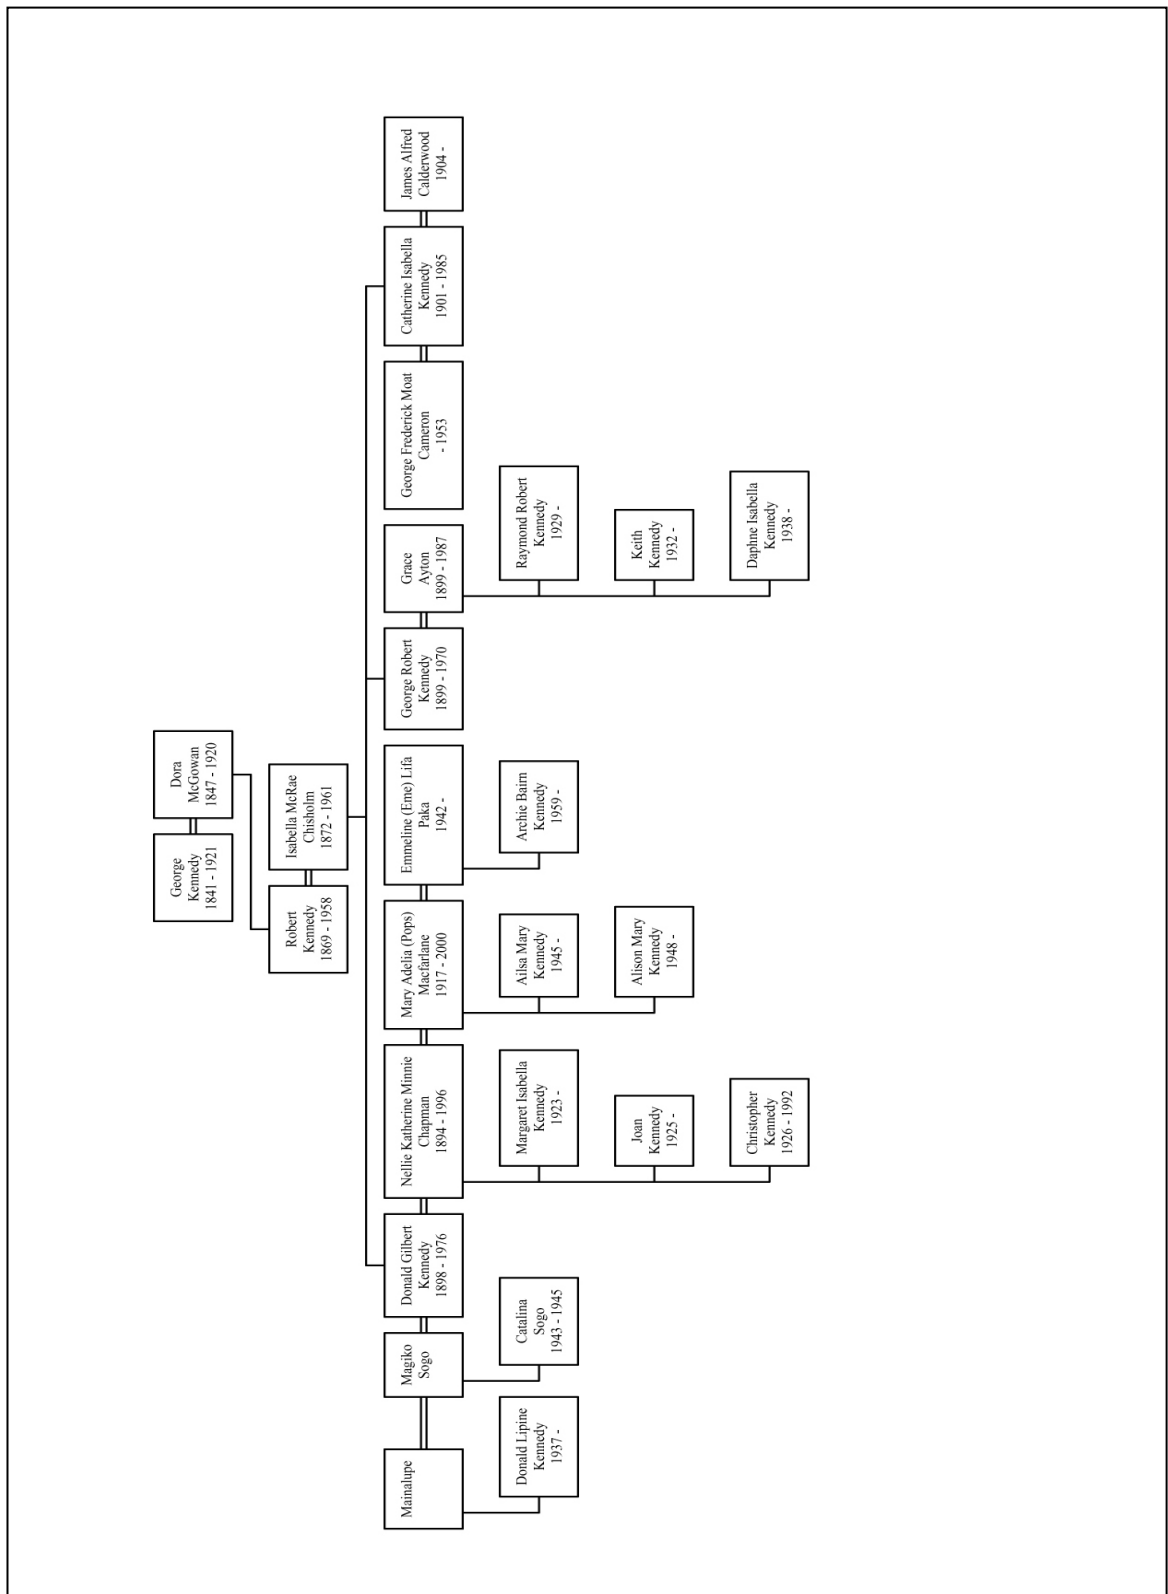 George
Kennedy
1841 - 1921
Dora
McGowan
1847 - 1920
Robert
Kennedy
1869 - 1958
Isabella McRae
Chisholm
1872 - 1961
Mainalupe
Magiko
Sogo
Donald Gilbert
Kennedy
1898 - 1976
Nellie Katherine Minnie
Chapman
1894 - 1996
Mary Adelia (Pops)
Macfarlane
1917 - 2000
Emmeline (Eme) Lifa
Paka
1942 -
George Robert
Kennedy
1899 - 1970
Grace
Ayton
1899 - 1987
George Frederick Moat
Cameron
- 1953
Catherine Isabella
Kennedy
1901 - 1985
James Alfred
Calderwood
1904 -
Donald Lipine
Kennedy
1937 -
Catalina
Sogo
1943 - 1945
Margaret Isabella
Kennedy
1923 -
Ailsa Mary
Kennedy
1945 -
Archie Bairn
Kennedy
1959 -
Raymond Robert
Kennedy
1929 -
Joan
Kennedy
1925 -
Alison Mary
Kennedy
1948 -
Keith
Kennedy
1932 -
Christopher
Kennedy
1926 - 1992
Daphne Isabella
Kennedy
1938 -